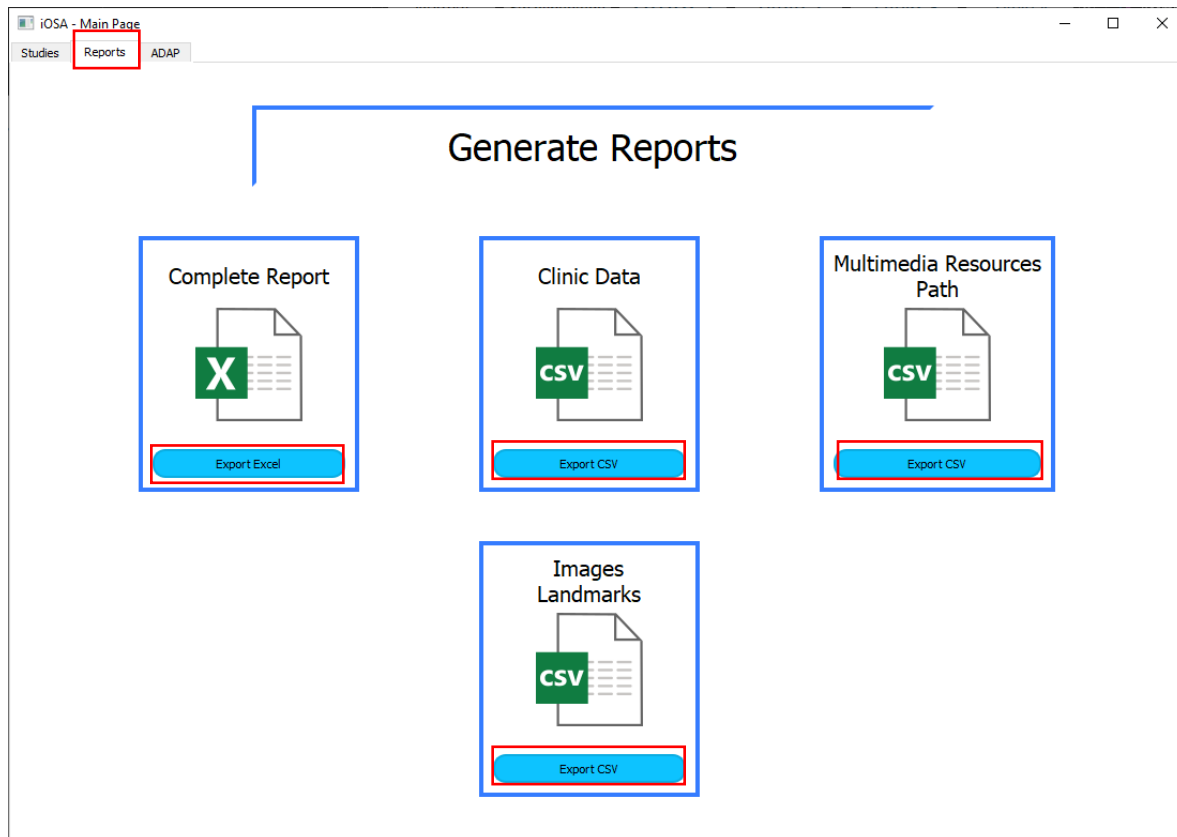 iOSA - Main Page
Studies
Reports
ADAP
Generate Reports
Complete Report
X
Export Excel
Clinic Data
CSV
Export CSV
Multimedia Resources
Path
CSV
Export CSV
Images
Landmarks
CSV
Export CSV